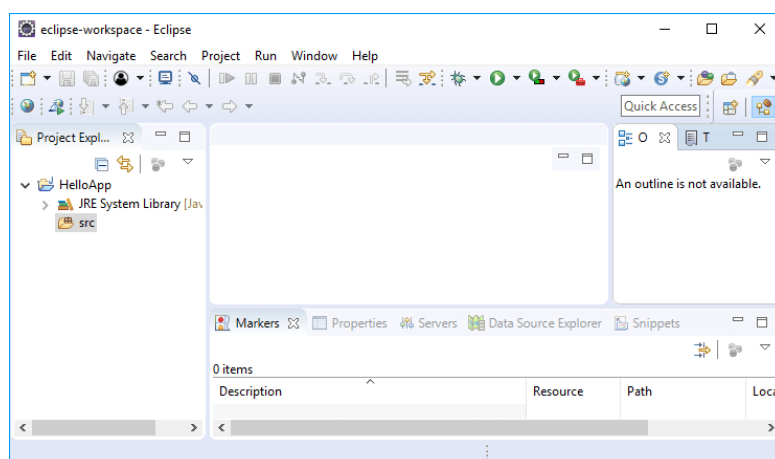 eclipse-workspace - Eclipse
File Edit Navigate Search Project Run Window Help
Quick Access
Project Expl...
O T
HelloApp
An outline is not available.
JRE System Library [Jav
src
Markers Properties Servers Data Source Explorer Snippets
0 items
Description Resource Path Loca